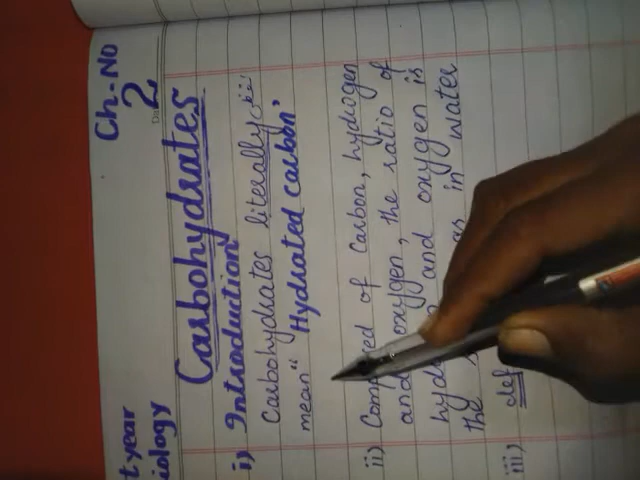 Ch-No
2
t year
iology
Carbohydrates
i) Introduction
Carbohydrates literally
mean "Hydrated carbon"
ii) Composed of Carbon, hydrogen
and oxygen, the ratio of
and oxygen is
the as in water
iii)